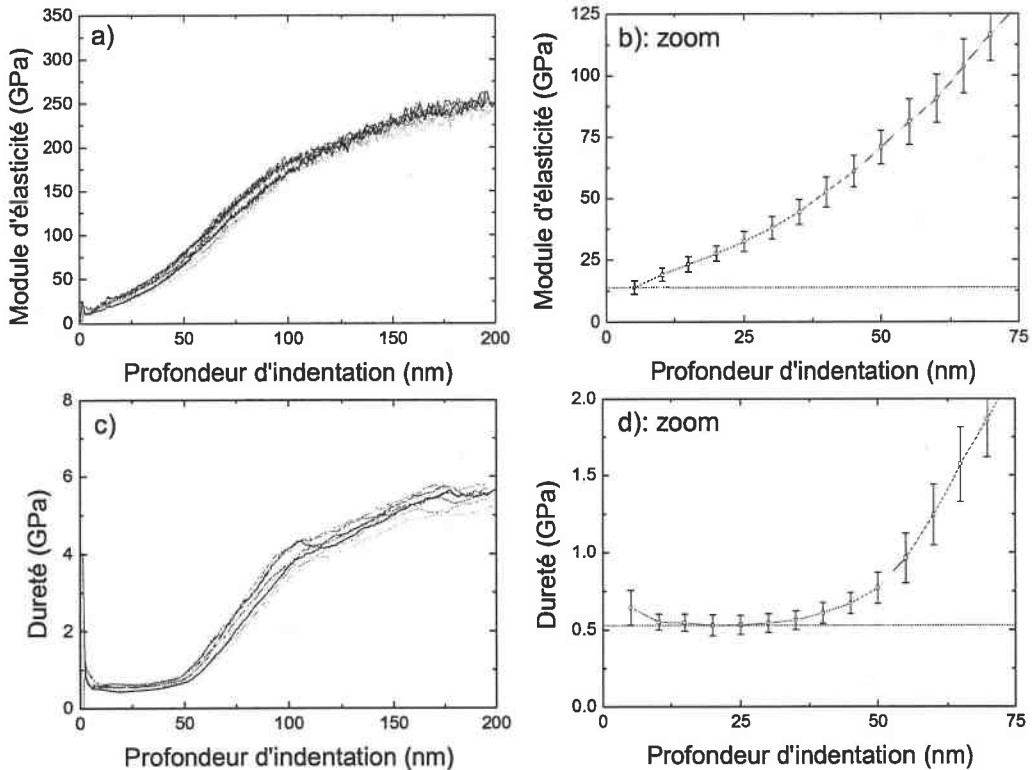 a)
Module d'élasticité (GPa)
350
300
250
200
150
100
50
0
0 50 100 150 200
Profondeur d'indentation (nm)
b): zoom
Module d'élasticité (GPa)
125
100
75
50
25
0
0 25 50 75
Profondeur d'indentation (nm)
c)
Dureté (GPa)
8
6
4
2
0
0 50 100 150 200
Profondeur d'indentation (nm)
d): zoom
Dureté (GPa)
2.0
1.5
1.0
0.5
0.0
0 25 50 75
Profondeur d'indentation (nm)